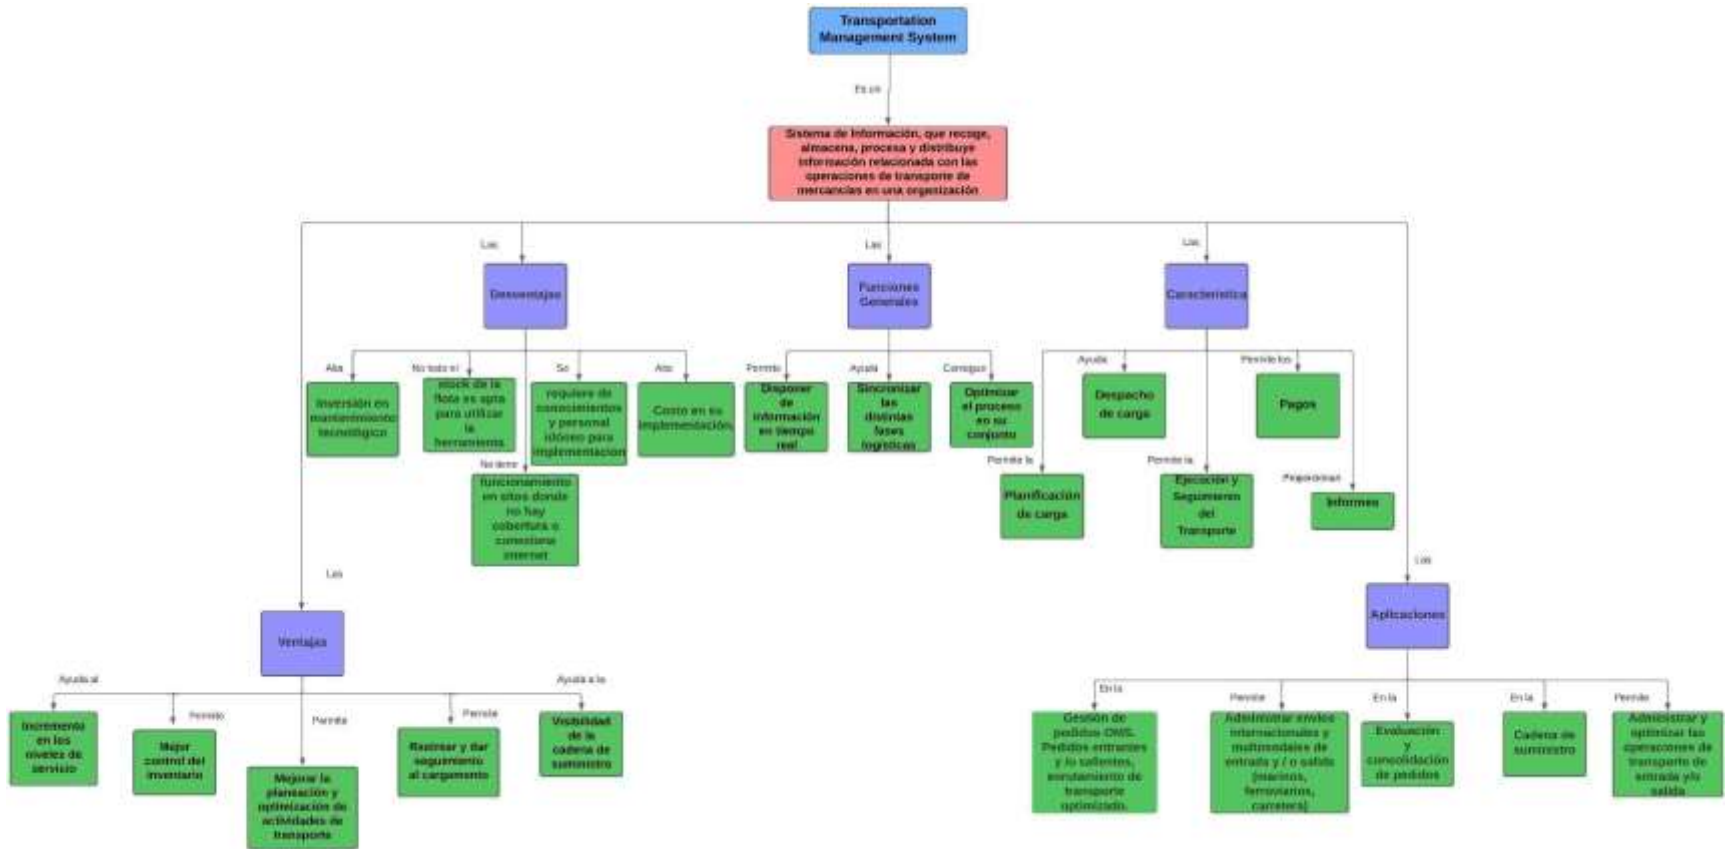 Transportation
Management System
Es un
Sistema de Información, que recoge,
almacena, procesa y distribuye
información relacionada con las
operaciones de transporte de
mercancías en una organización
Las
Las
Las
Desventajas
Funciones
Generales
Característica
Alta
No todo el
Se
Alto
Permite
Ayuda
Consigue
Ayuda
Permite los
Inversión en
mantenimiento
tecnológico
stock de la
flota es apta
para utilizar
la
herramienta
requiere de
conocimientos
y personal
idóneo para
implementacion
Costo en su
implementación
Disponer
de
información
en tiempo
real
Sincronizar
las
distintas
fases
logísticas
Optimizar
el proceso
en su
conjunto
Despacho
de carga
Pagos
No tiene
Permite la
Permite la
Proporcionan
funcionamiento
en sitos donde
no hay
cobertura o
conexiona
internet
Planificación
de carga
Ejecución y
Seguimiento
del
Transporte
Informes
Las
Las
Ventajas
Aplicaciones
Ayuda al
Permite
Permite
Permite
Ayuda a la
Incremento
en los
niveles de
servicio
Mejor
control del
inventario
Mejorar la
planeación y
optimización de
actividades de
transporte
Rastrear y dar
seguimiento
al cargamento
Visibilidad
de la
cadena de
suministro
En la
Permite
En la
En la
Permite
Gestión de
pedidos OMS.
Pedidos entrantes
y /o salientes,
enrutamiento de
transporte
optimizado.
Administrar envíos
internacionales y
multimodales de
entrada y / o salida
(marinos,
ferroviarios,
carretera)
Evaluación
y
consolidación
de pedidos
Cadena de
suministro
Administrar y
optimizar las
operaciones de
transporte de
entrada y/o
salida